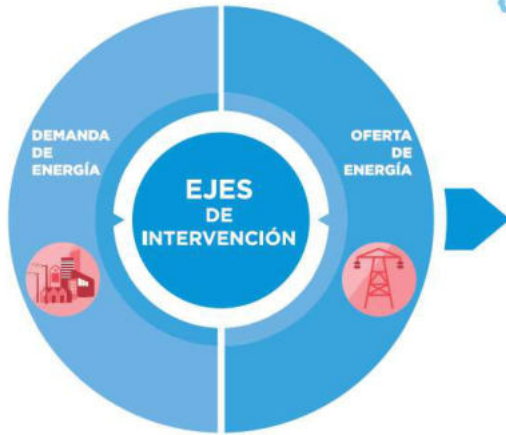 DEMANDA
DE
ENERGÍA
OFERTA
DE
ENERGÍA
EJES
DE
INTERVENCIÓN